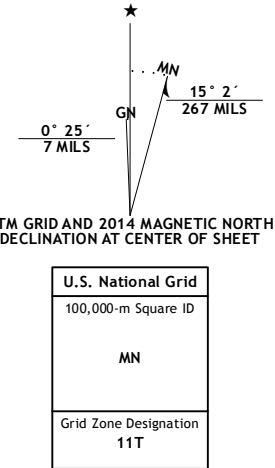 ★
MN
GN
15° 2´
267 MILS
0° 25´
7 MILS
TM GRID AND 2014 MAGNETIC NORTH
DECLINATION AT CENTER OF SHEET
U.S. National Grid
100,000-m Square ID
MN
Grid Zone Designation
11T